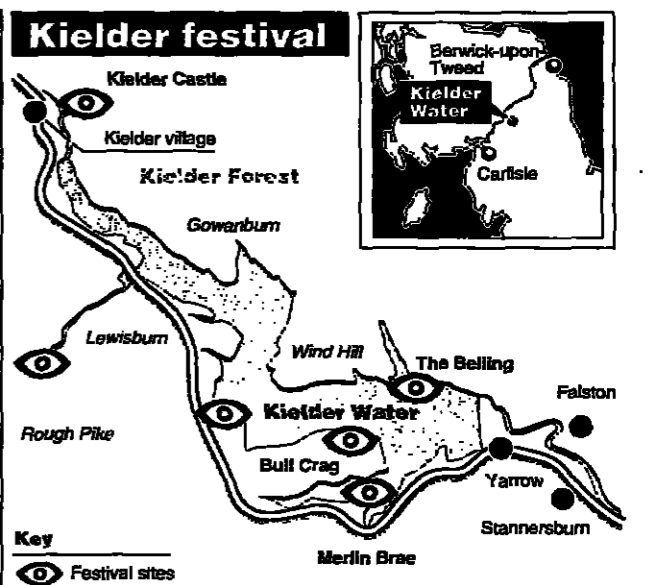 Kielder festival
Kielder Castle
Kielder village
Kielder Forest
Gowanburn
Berwick-upon-
Tweed
Kielder
Water
Carlisle
Lewisburn
Wind Hill
The Belling
Falston
Rough Pike
Kielder Water
Bull Crag
Yarrow
Stannersburn
Merlin Brae
Key
Festival sites